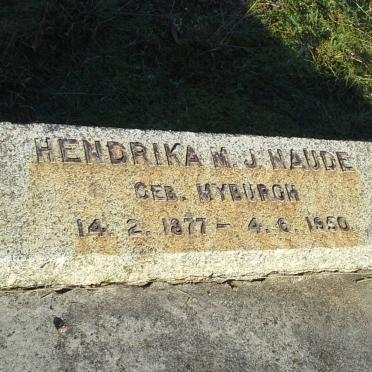 HENDRIKA M. J. NAUDE
GEB. MYBURGH
14. 2. 1877 - 4. 6. 1950.